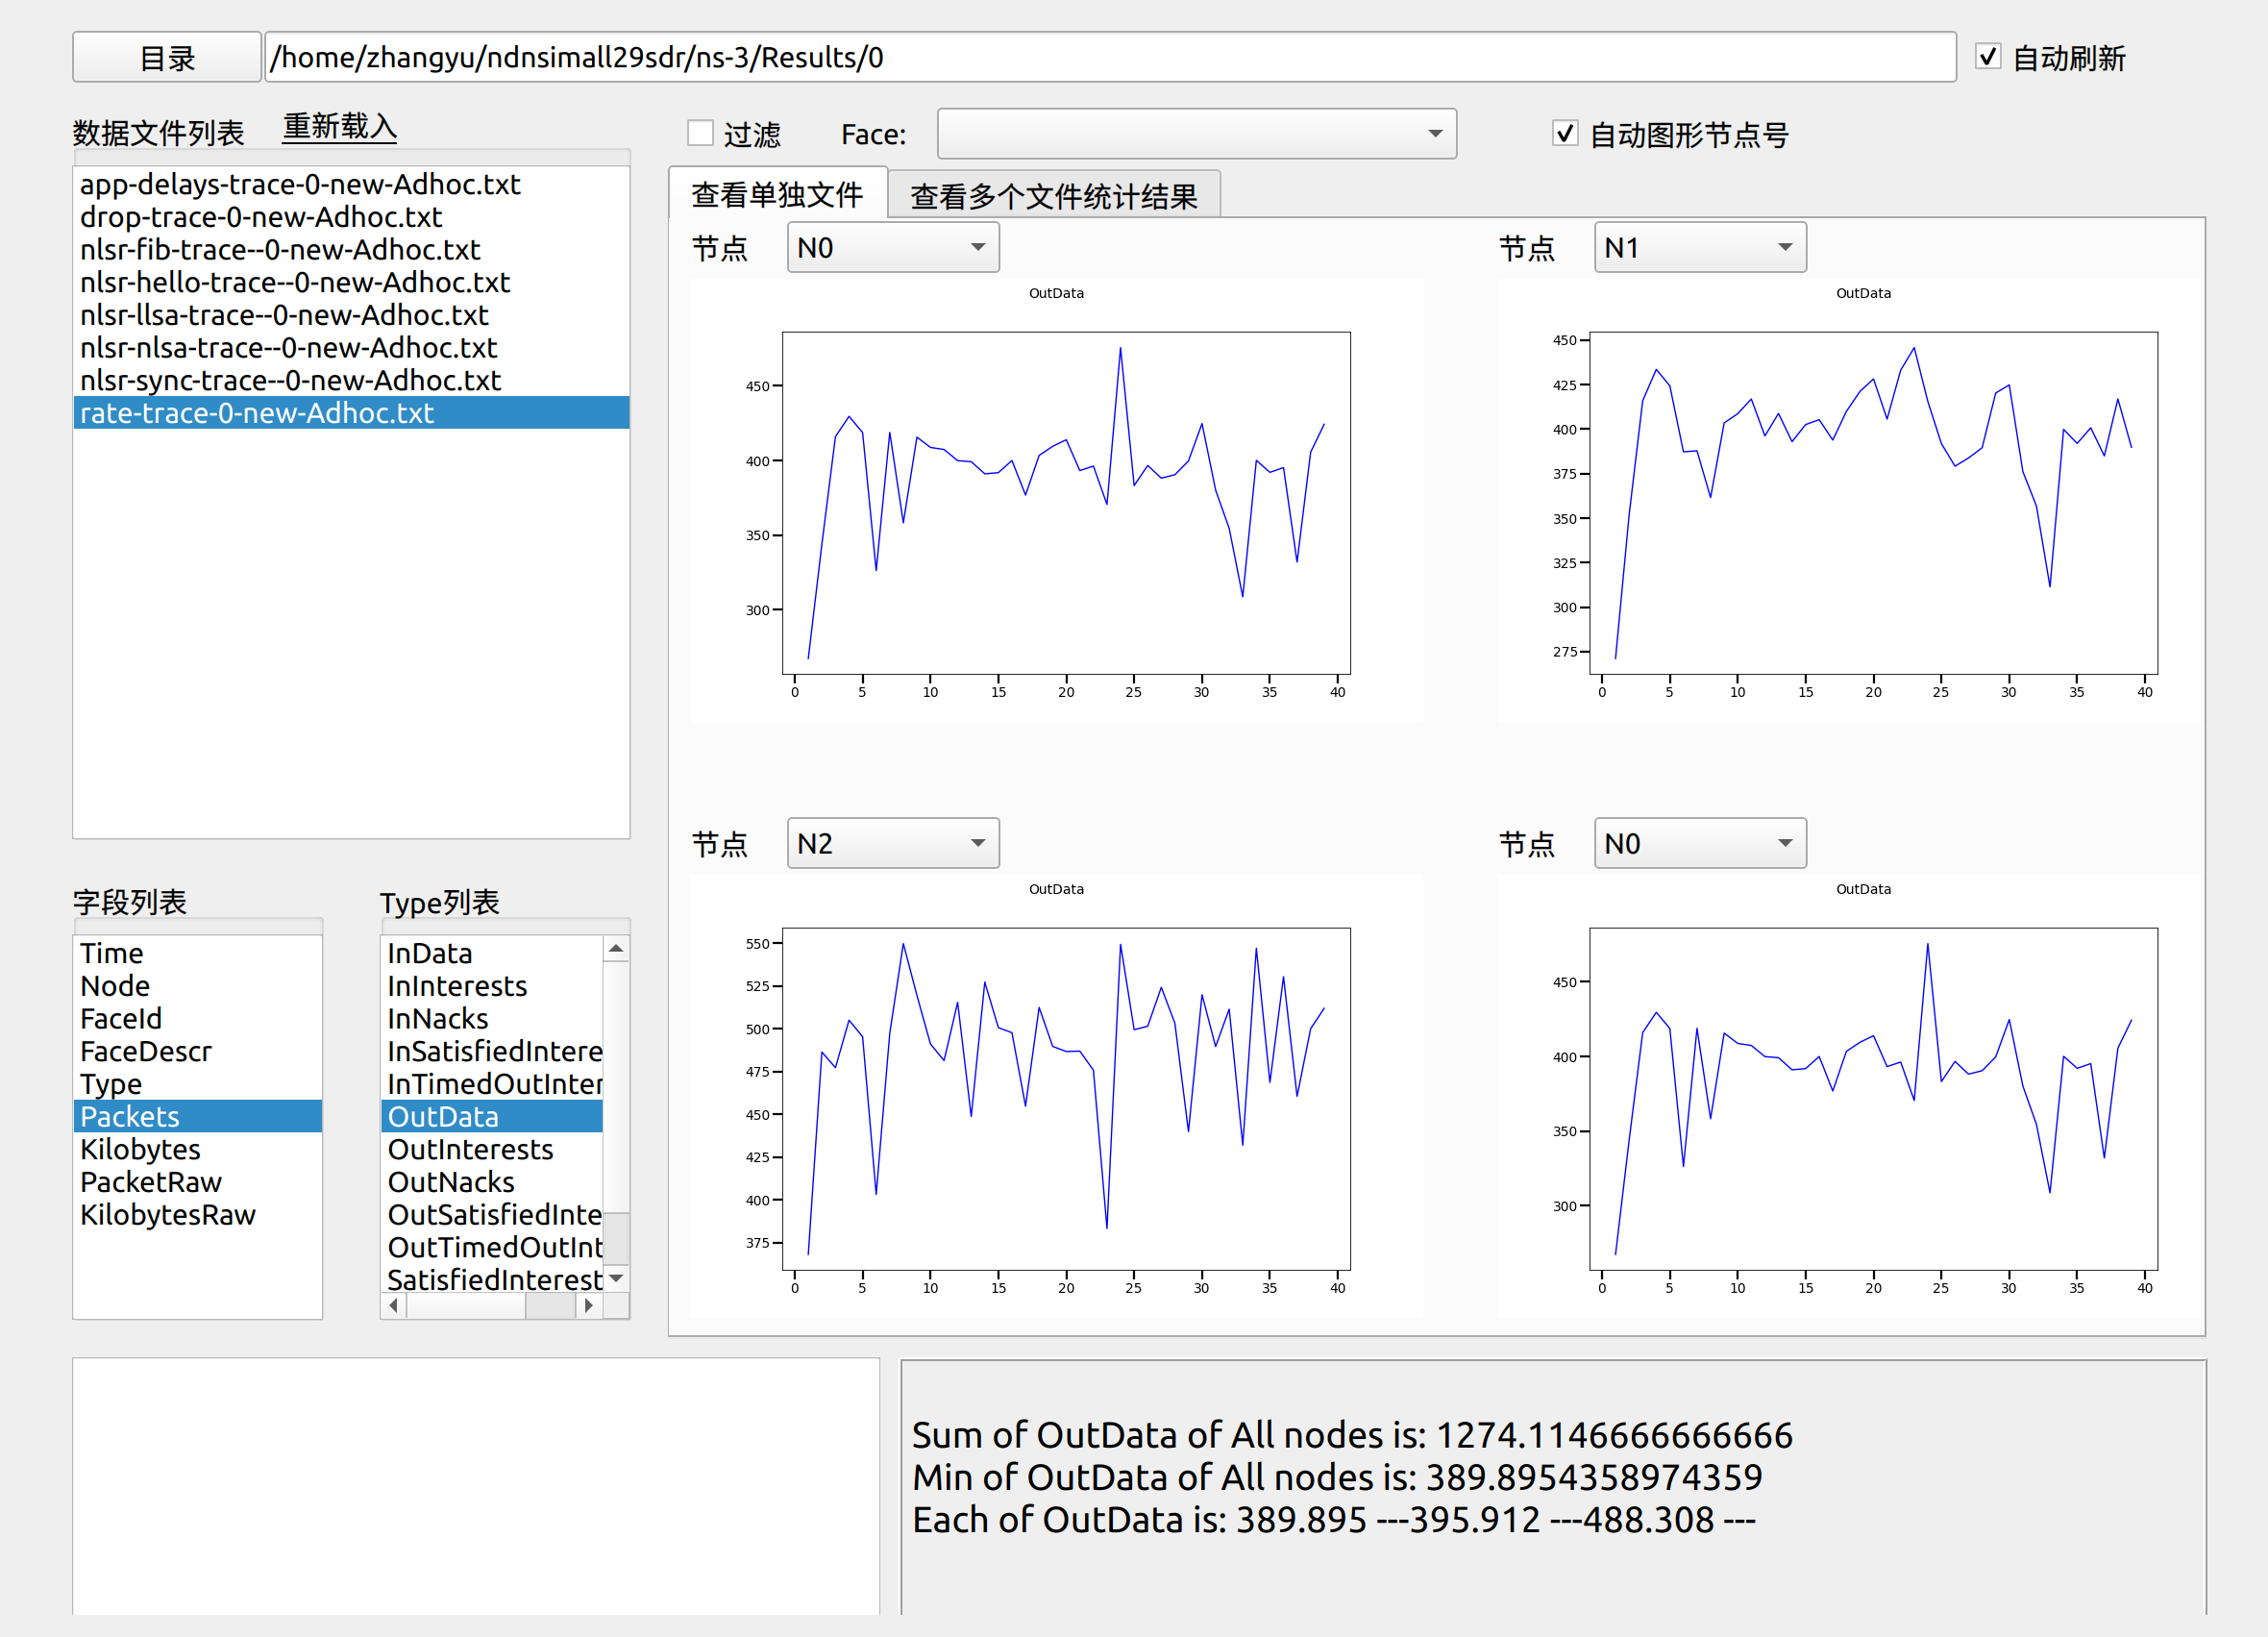 目录 /home/zhangyu/ndnsimall29sdr/ns-3/Results/0 自动刷新
数据文件列表 重新载入
app-delays-trace-0-new-Adhoc.txt
drop-trace-0-new-Adhoc.txt
nlsr-fib-trace--0-new-Adhoc.txt
nlsr-hello-trace--0-new-Adhoc.txt
nlsr-llsa-trace--0-new-Adhoc.txt
nlsr-nlsa-trace--0-new-Adhoc.txt
nlsr-sync-trace--0-new-Adhoc.txt
rate-trace-0-new-Adhoc.txt
过滤 Face: 自动图形节点号
查看单独文件 查看多个文件统计结果
节点 N0
OutData
450
400
350
300
0 5 10 15 20 25 30 35 40
节点 N1
OutData
450
425
400
375
350
325
300
275
0 5 10 15 20 25 30 35 40
节点 N2
OutData
550
525
500
475
450
425
400
375
0 5 10 15 20 25 30 35 40
节点 N0
OutData
450
400
350
300
0 5 10 15 20 25 30 35 40
字段列表
Time
Node
FaceId
FaceDescr
Type
Packets
Kilobytes
PacketRaw
KilobytesRaw
Type列表
InData
InInterests
InNacks
InSatisfiedIntere
InTimedOutInter
OutData
OutInterests
OutNacks
OutSatisfiedInte
OutTimedOutInt
SatisfiedInterest
Sum of OutData of All nodes is: 1274.1146666666666
Min of OutData of All nodes is: 389.8954358974359
Each of OutData is: 389.895 ---395.912 ---488.308 ---